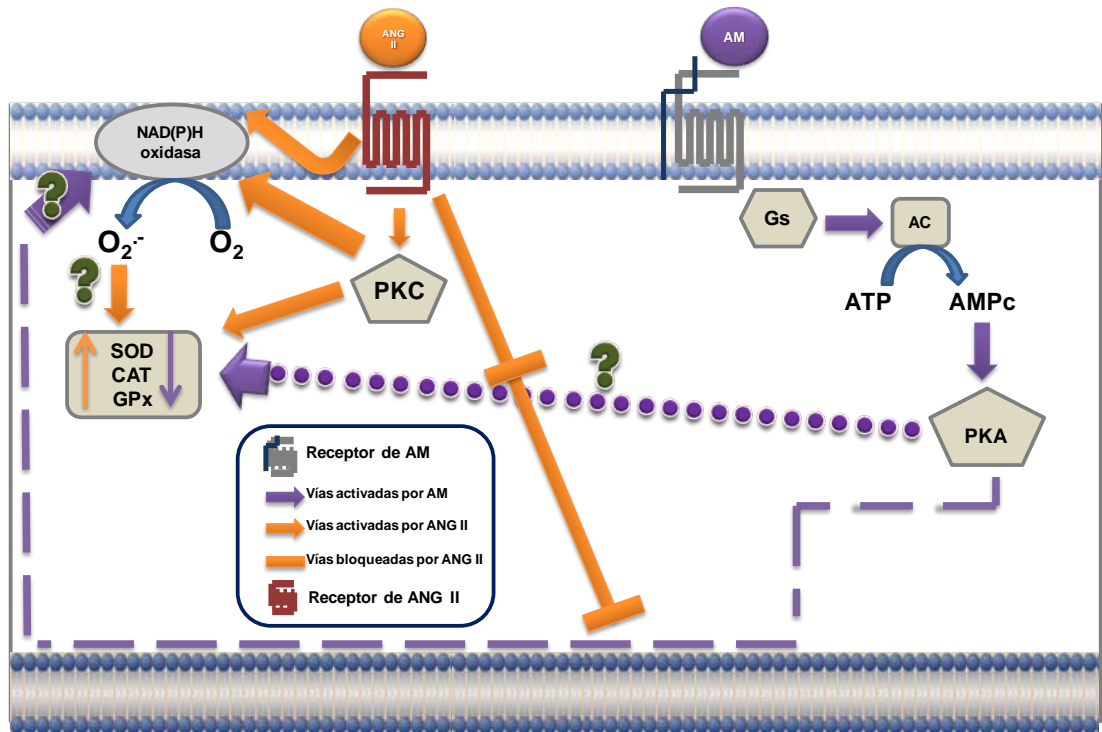 ANG
II
AM
NAD(P)H
oxidasa
?
O2.-
O2
?
PKC
SOD
CAT
GPx
Gs
AC
ATP
AMPc
?
PKA
Receptor de AM
Vías activadas por AM
Vías activadas por ANG II
Vías bloqueadas por ANG II
Receptor de ANG II